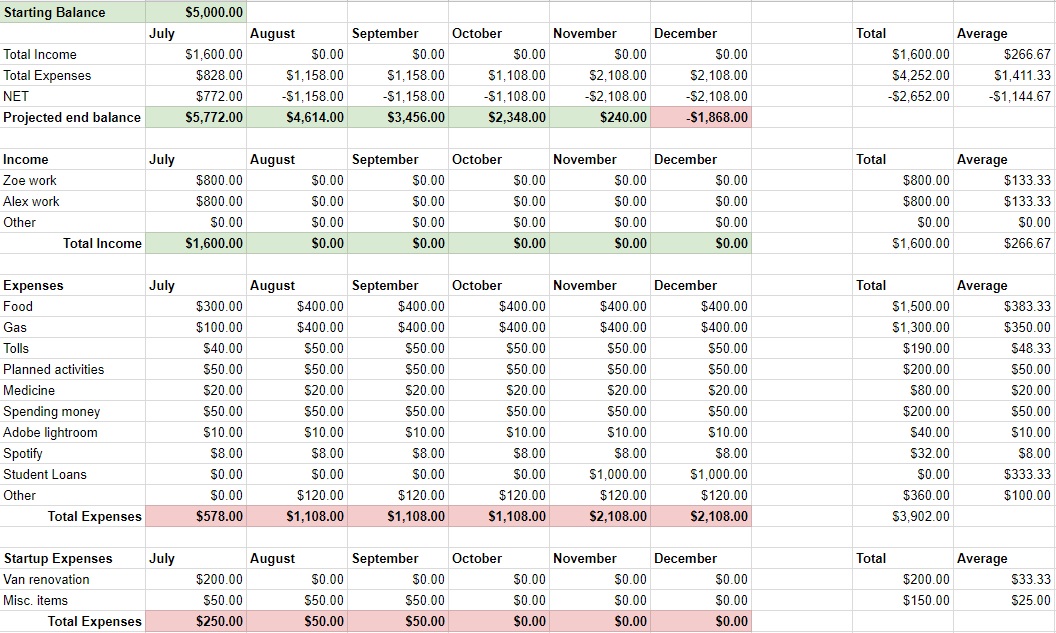 Starting Balance $5,000.00
July August September October November December Total Average
Total Income $1,600.00 $0.00 $0.00 $0.00 $0.00 $0.00 $1,600.00 $266.67
Total Expenses $828.00 $1,158.00 $1,158.00 $1,108.00 $2,108.00 $2,108.00 $4,252.00 $1,411.33
NET $772.00 -$1,158.00 -$1,158.00 -$1,108.00 -$2,108.00 -$2,108.00 -$2,652.00 -$1,144.67
Projected end balance $5,772.00 $4,614.00 $3,456.00 $2,348.00 $240.00 -$1,868.00
Income July August September October November December Total Average
Zoe work $800.00 $0.00 $0.00 $0.00 $0.00 $0.00 $800.00 $133.33
Alex work $800.00 $0.00 $0.00 $0.00 $0.00 $0.00 $800.00 $133.33
Other $0.00 $0.00 $0.00 $0.00 $0.00 $0.00 $0.00 $0.00
Total Income $1,600.00 $0.00 $0.00 $0.00 $0.00 $0.00 $1,600.00 $266.67
Expenses July August September October November December Total Average
Food $300.00 $400.00 $400.00 $400.00 $400.00 $400.00 $1,500.00 $383.33
Gas $100.00 $400.00 $400.00 $400.00 $400.00 $400.00 $1,300.00 $350.00
Tolls $40.00 $50.00 $50.00 $50.00 $50.00 $50.00 $190.00 $48.33
Planned activities $50.00 $50.00 $50.00 $50.00 $50.00 $50.00 $200.00 $50.00
Medicine $20.00 $20.00 $20.00 $20.00 $20.00 $20.00 $80.00 $20.00
Spending money $50.00 $50.00 $50.00 $50.00 $50.00 $50.00 $200.00 $50.00
Adobe lightroom $10.00 $10.00 $10.00 $10.00 $10.00 $10.00 $40.00 $10.00
Spotify $8.00 $8.00 $8.00 $8.00 $8.00 $8.00 $32.00 $8.00
Student Loans $0.00 $0.00 $0.00 $0.00 $1,000.00 $1,000.00 $0.00 $333.33
Other $0.00 $120.00 $120.00 $120.00 $120.00 $120.00 $360.00 $100.00
Total Expenses $578.00 $1,108.00 $1,108.00 $1,108.00 $2,108.00 $2,108.00 $3,902.00
Startup Expenses July August September October November December Total Average
Van renovation $200.00 $0.00 $0.00 $0.00 $0.00 $0.00 $200.00 $33.33
Misc. items $50.00 $50.00 $50.00 $0.00 $0.00 $0.00 $150.00 $25.00
Total Expenses $250.00 $50.00 $50.00 $0.00 $0.00 $0.00